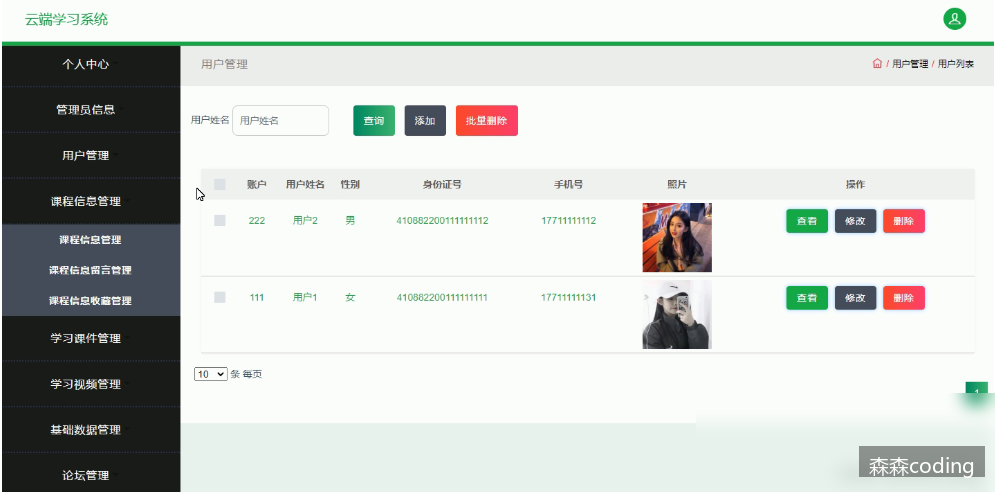 云端学习系统
个人中心
管理员信息
用户管理
课程信息管理
课程信息管理
课程信息留言管理
课程信息收藏管理
学习课件管理
学习视频管理
基础数据管理
论坛管理
用户管理
/ 用户管理 / 用户列表
用户姓名 用户姓名 查询 添加 批量删除
账户 用户姓名 性别 身份证号 手机号 照片 操作
222 用户2 男 410882200111111112 17711111112 查看 修改 删除
111 用户1 女 410882200111111111 17711111131 查看 修改 删除
10 条 每页
1
森森coding